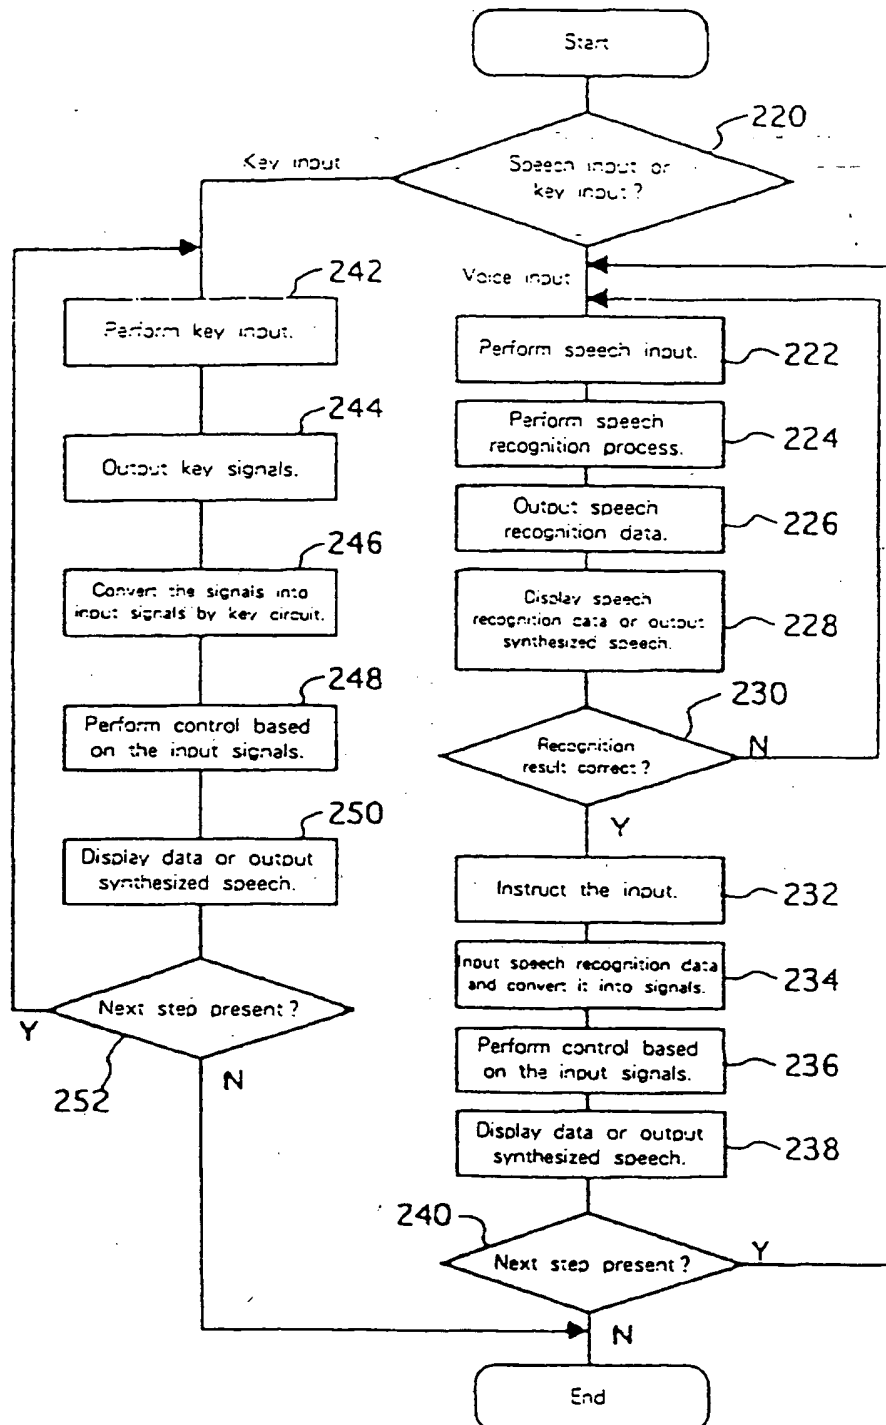 Start
220
Key input
Speech input or
key input?
242
Voice input
Perform key input.
Perform speech input.
222
244
Perform speech
recognition process.
224
Output key signals.
Output speech
recognition data.
226
246
Convert the signals into
input signals by key circuit.
Display speech
recognition data or output
synthesized speech.
228
248
230
Perform control based
on the input signals.
Recognition
result correct?
N
250
Y
Display data or output
synthesized speech.
Instruct the input.
232
Input speech recognition data
and convert it into signals.
234
Next step present?
Y
N
252
Perform control based
on the input signals.
236
Display data or output
synthesized speech.
238
240
Next step present?
Y
N
End